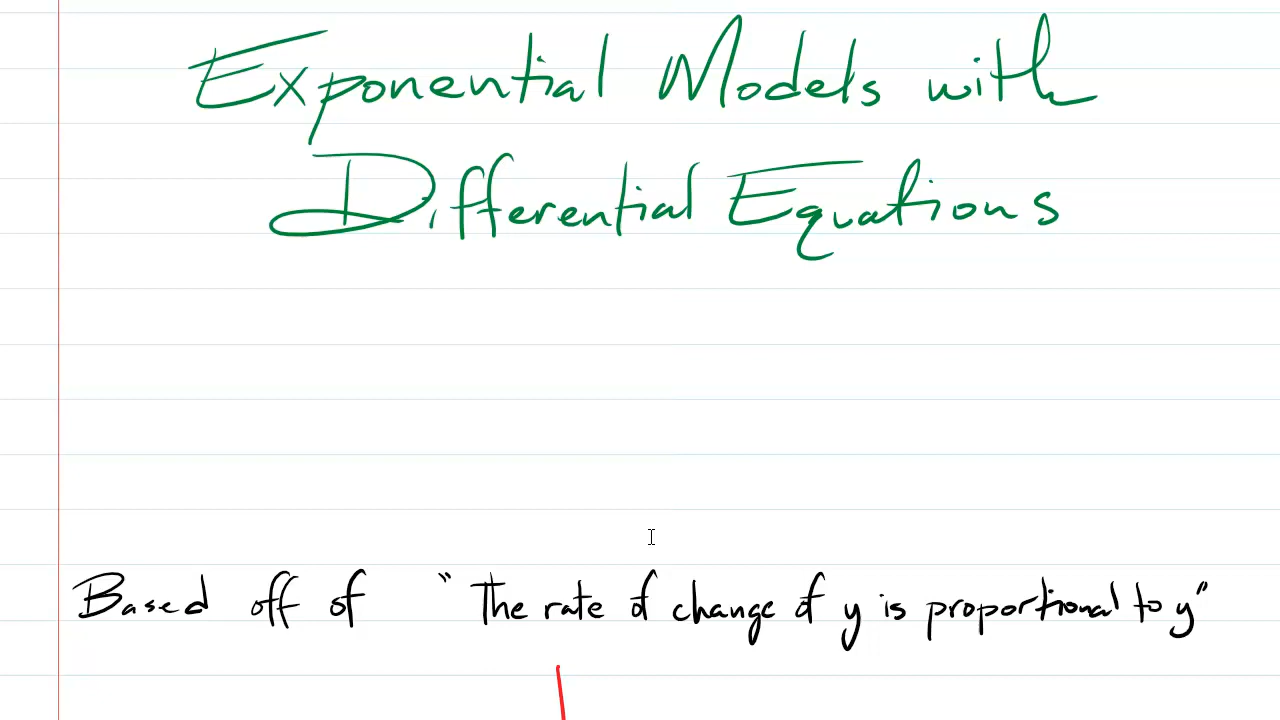 Exponential Models with
Differential Equations
Based off of "The rate of change of y is proportional to y"